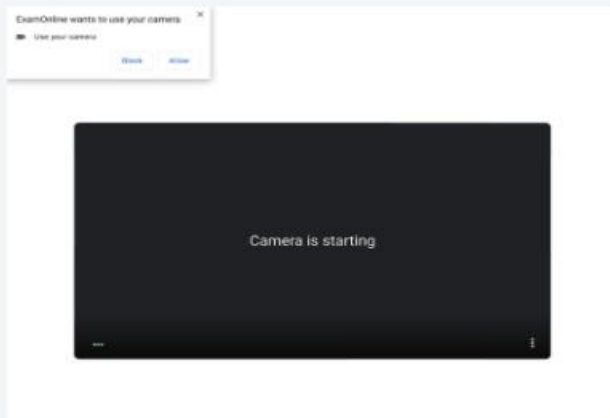 ExamOnline wants to use your camera
Use your camera
Block
Allow
Camera is starting